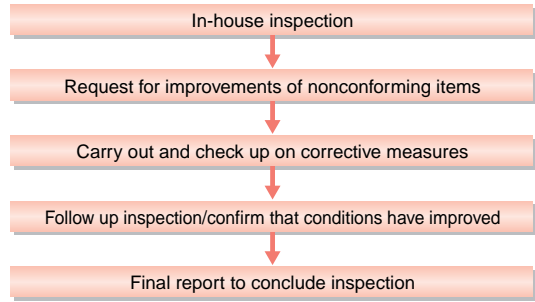 In-house inspection
Request for improvements of nonconforming items
Carry out and check up on corrective measures
Follow up inspection/confirm that conditions have improved
Final report to conclude inspection